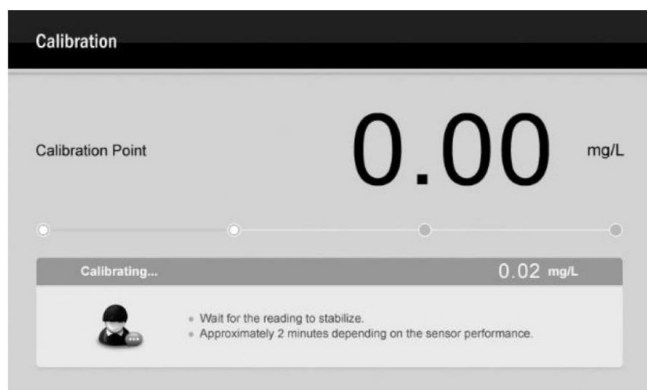 Calibration
Calibration Point 0.00 mg/L
Calibrating... 0.02 mg/L
Wait for the reading to stabilize.
Approximately 2 minutes depending on the sensor performance.